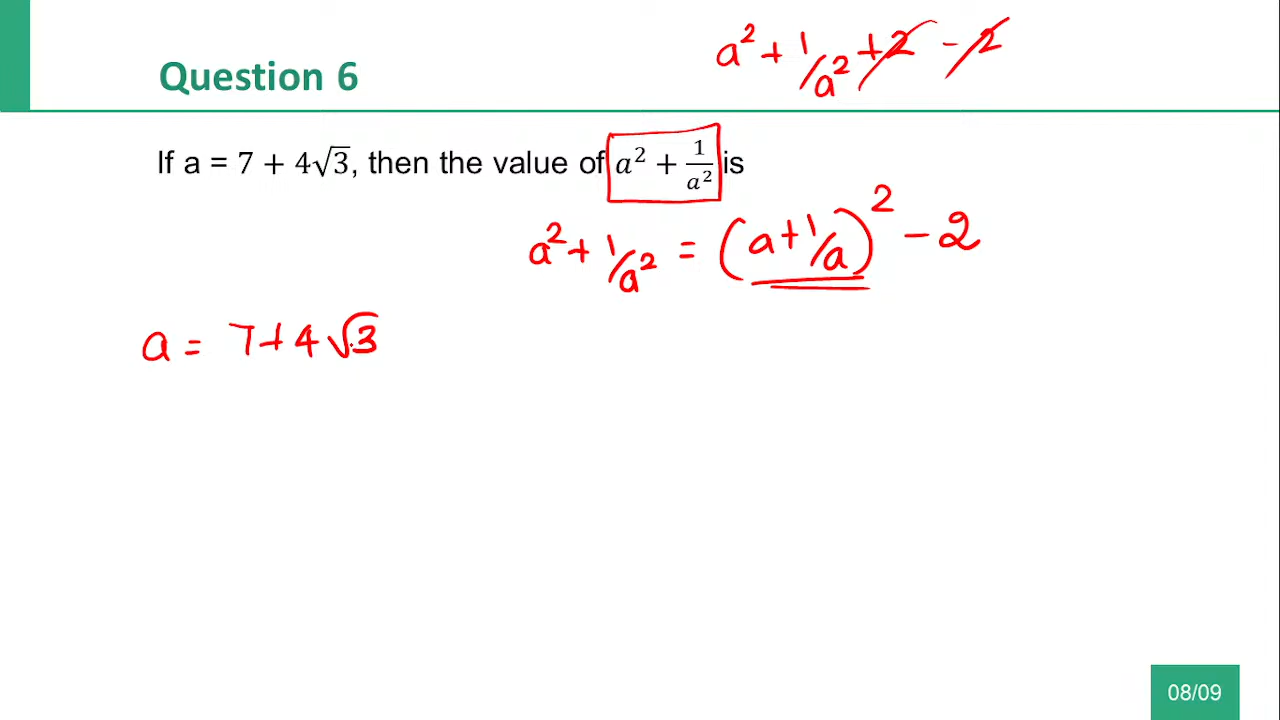 a² + 1/a² + 2 - 2
Question 6
If a = 7 + 4√3, then the value of a² + 1/a² is
a² + 1/a² = (a + 1/a)² - 2
a = 7 + 4√3
08/09